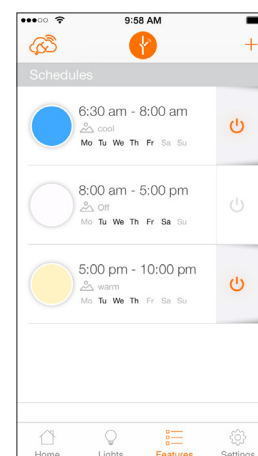 9:58 AM
Schedules
6:30 am - 8:00 am
cool
Mo Tu We Th Fr Sa Su
8:00 am - 5:00 pm
Off
Mo Tu We Th Fr Sa Su
5:00 pm - 10:00 pm
warm
Mo Tu We Th Fr Sa Su
Home Lights Features Settings